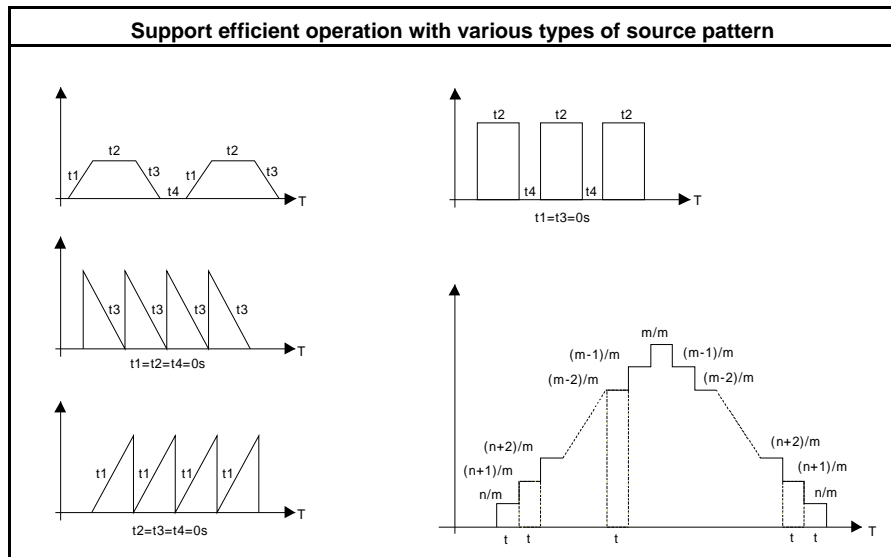 Support efficient operation with various types of source pattern
t1
t2
t3
t4
t1
t2
t3
T
t2
t2
t2
t4
t4
T
t1=t3=0s
t3
t3
t3
t3
T
t1=t2=t4=0s
t1
t1
t1
t1
T
t2=t3=t4=0s
m/m
(m-1)/m
(m-1)/m
(m-2)/m
(m-2)/m
(n+2)/m
(n+2)/m
(n+1)/m
(n+1)/m
n/m
n/m
t
t
t
t
t
T